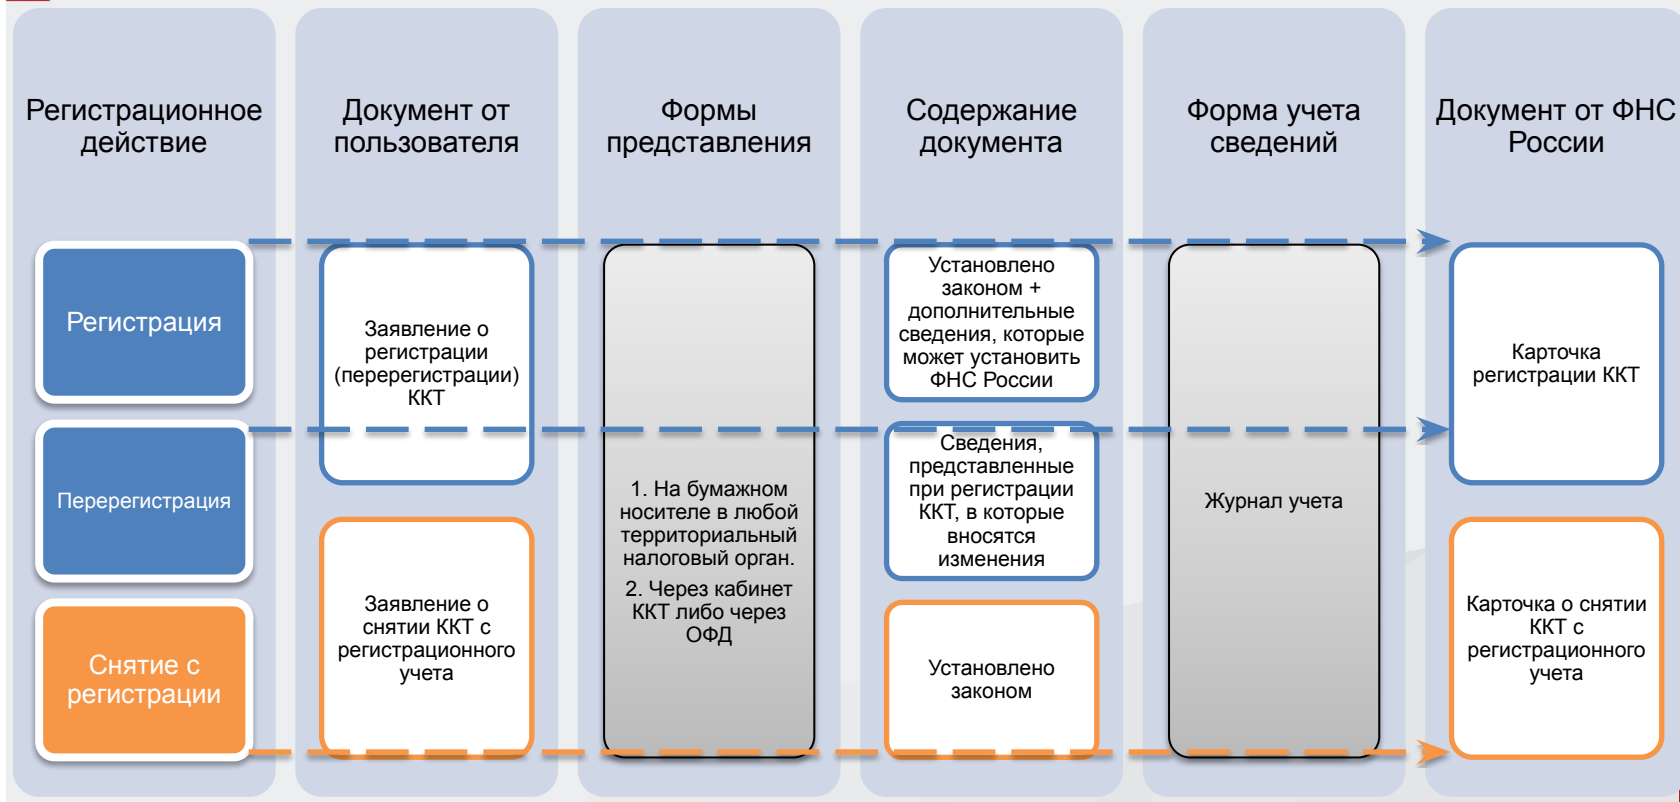 Регистрационное
действие
Документ от
пользователя
Формы
представления
Содержание
документа
Форма учета
сведений
Документ от ФНС
России
Регистрация
Перерегистрация
Снятие с
регистрации
Заявление о
регистрации
(перерегистрации)
ККТ
Заявление о
снятии ККТ с
регистрационного
учета
1. На бумажном
носителе в любой
территориальный
налоговый орган.
2. Через кабинет
ККТ либо через
ОФД
Установлено
законом +
дополнительные
сведения, которые
может установить
ФНС России
Сведения,
представленные
при регистрации
ККТ, в которые
вносятся
изменения
Установлено
законом
Журнал учета
Карточка
регистрации ККТ
Карточка о снятии
ККТ с
регистрационного
учета